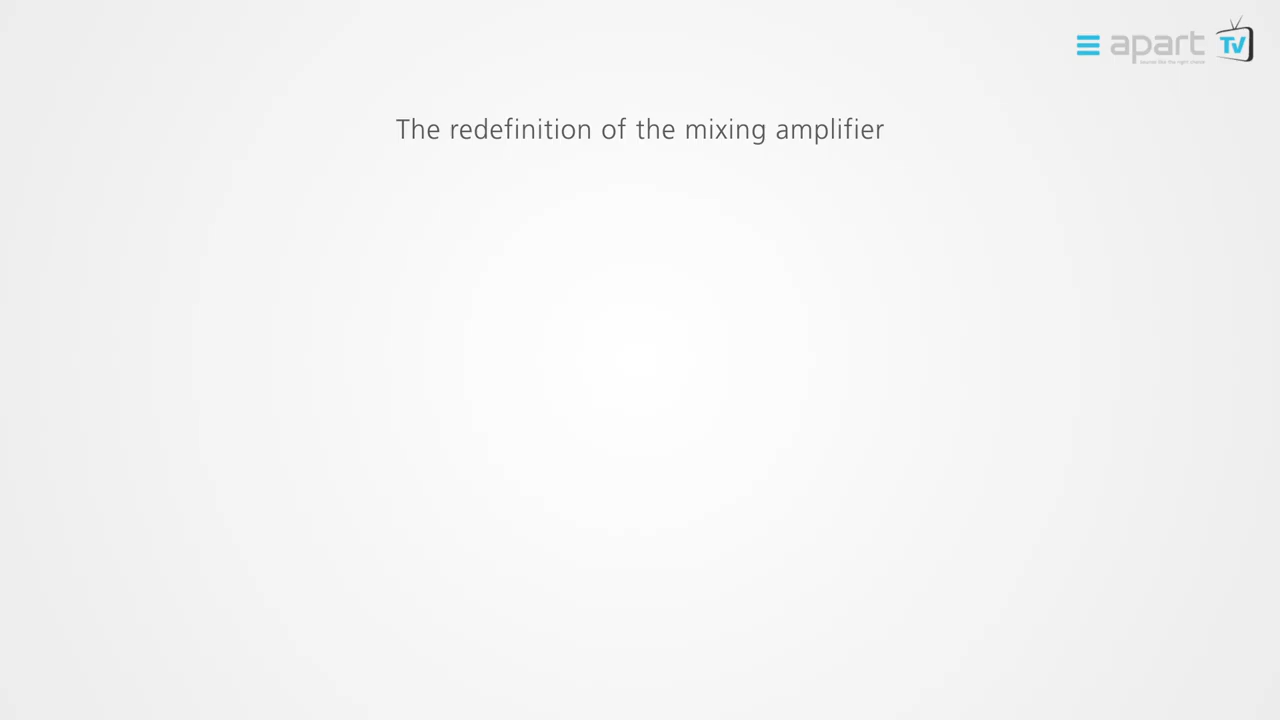 apart
TV
The redefinition of the mixing amplifier